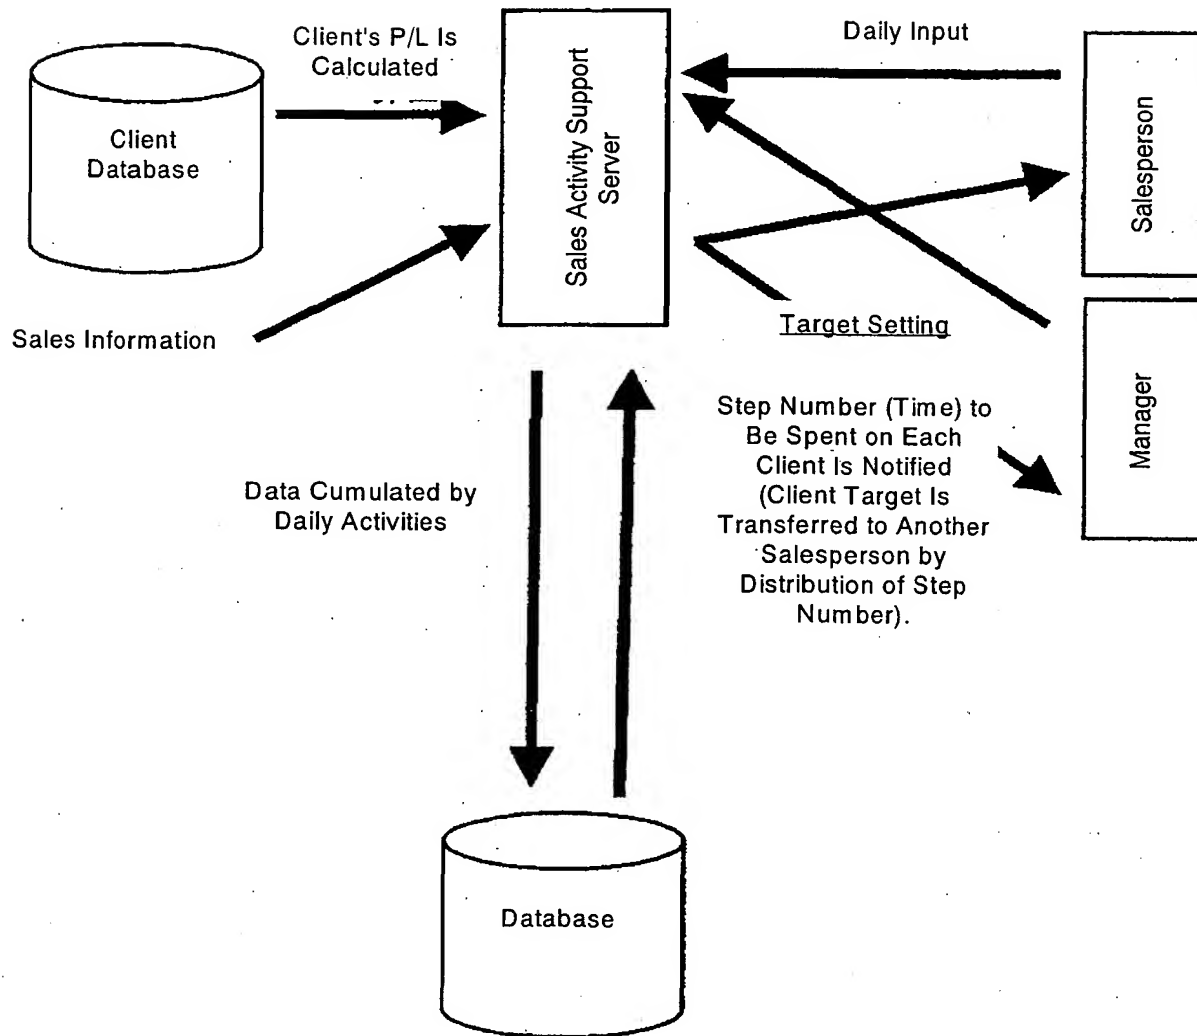 Client's P/L Is
Calculated
Daily Input
Client
Database
Sales Activity Support
Server
Salesperson
Sales Information
Target Setting
Step Number (Time) to
Be Spent on Each
Client Is Notified
(Client Target Is
Transferred to Another
Salesperson by
Distribution of Step
Number).
Manager
Data Cumulated by
Daily Activities
Database